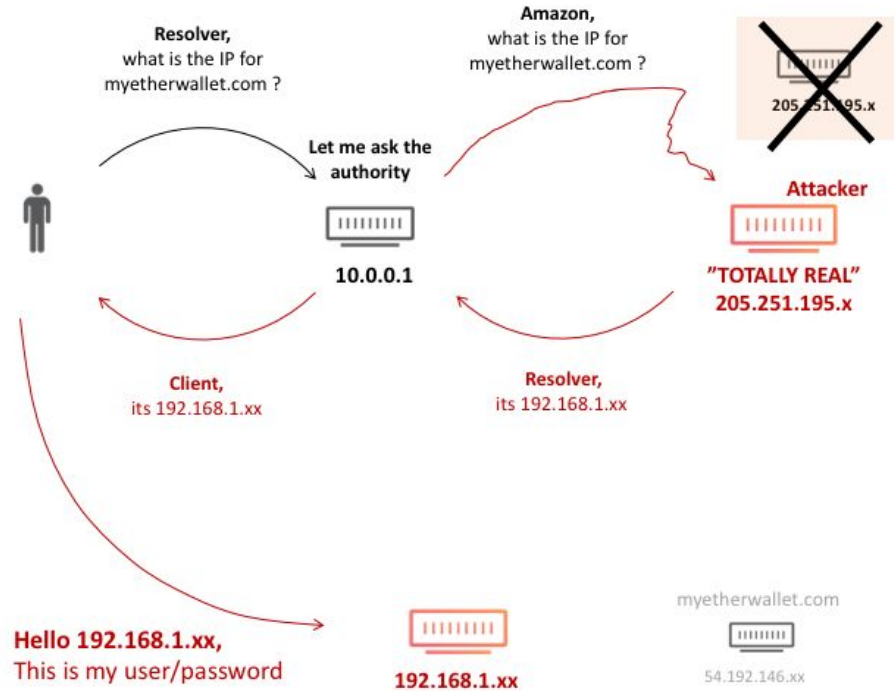 Resolver,
what is the IP for
myetherwallet.com ?
Amazon,
what is the IP for
myetherwallet.com ?
205.251.195.x
Let me ask the
authority
10.0.0.1
Attacker
”TOTALLY REAL”
205.251.195.x
Client,
its 192.168.1.xx
Resolver,
its 192.168.1.xx
Hello 192.168.1.xx,
This is my user/password
192.168.1.xx
myetherwallet.com
54.192.146.xx